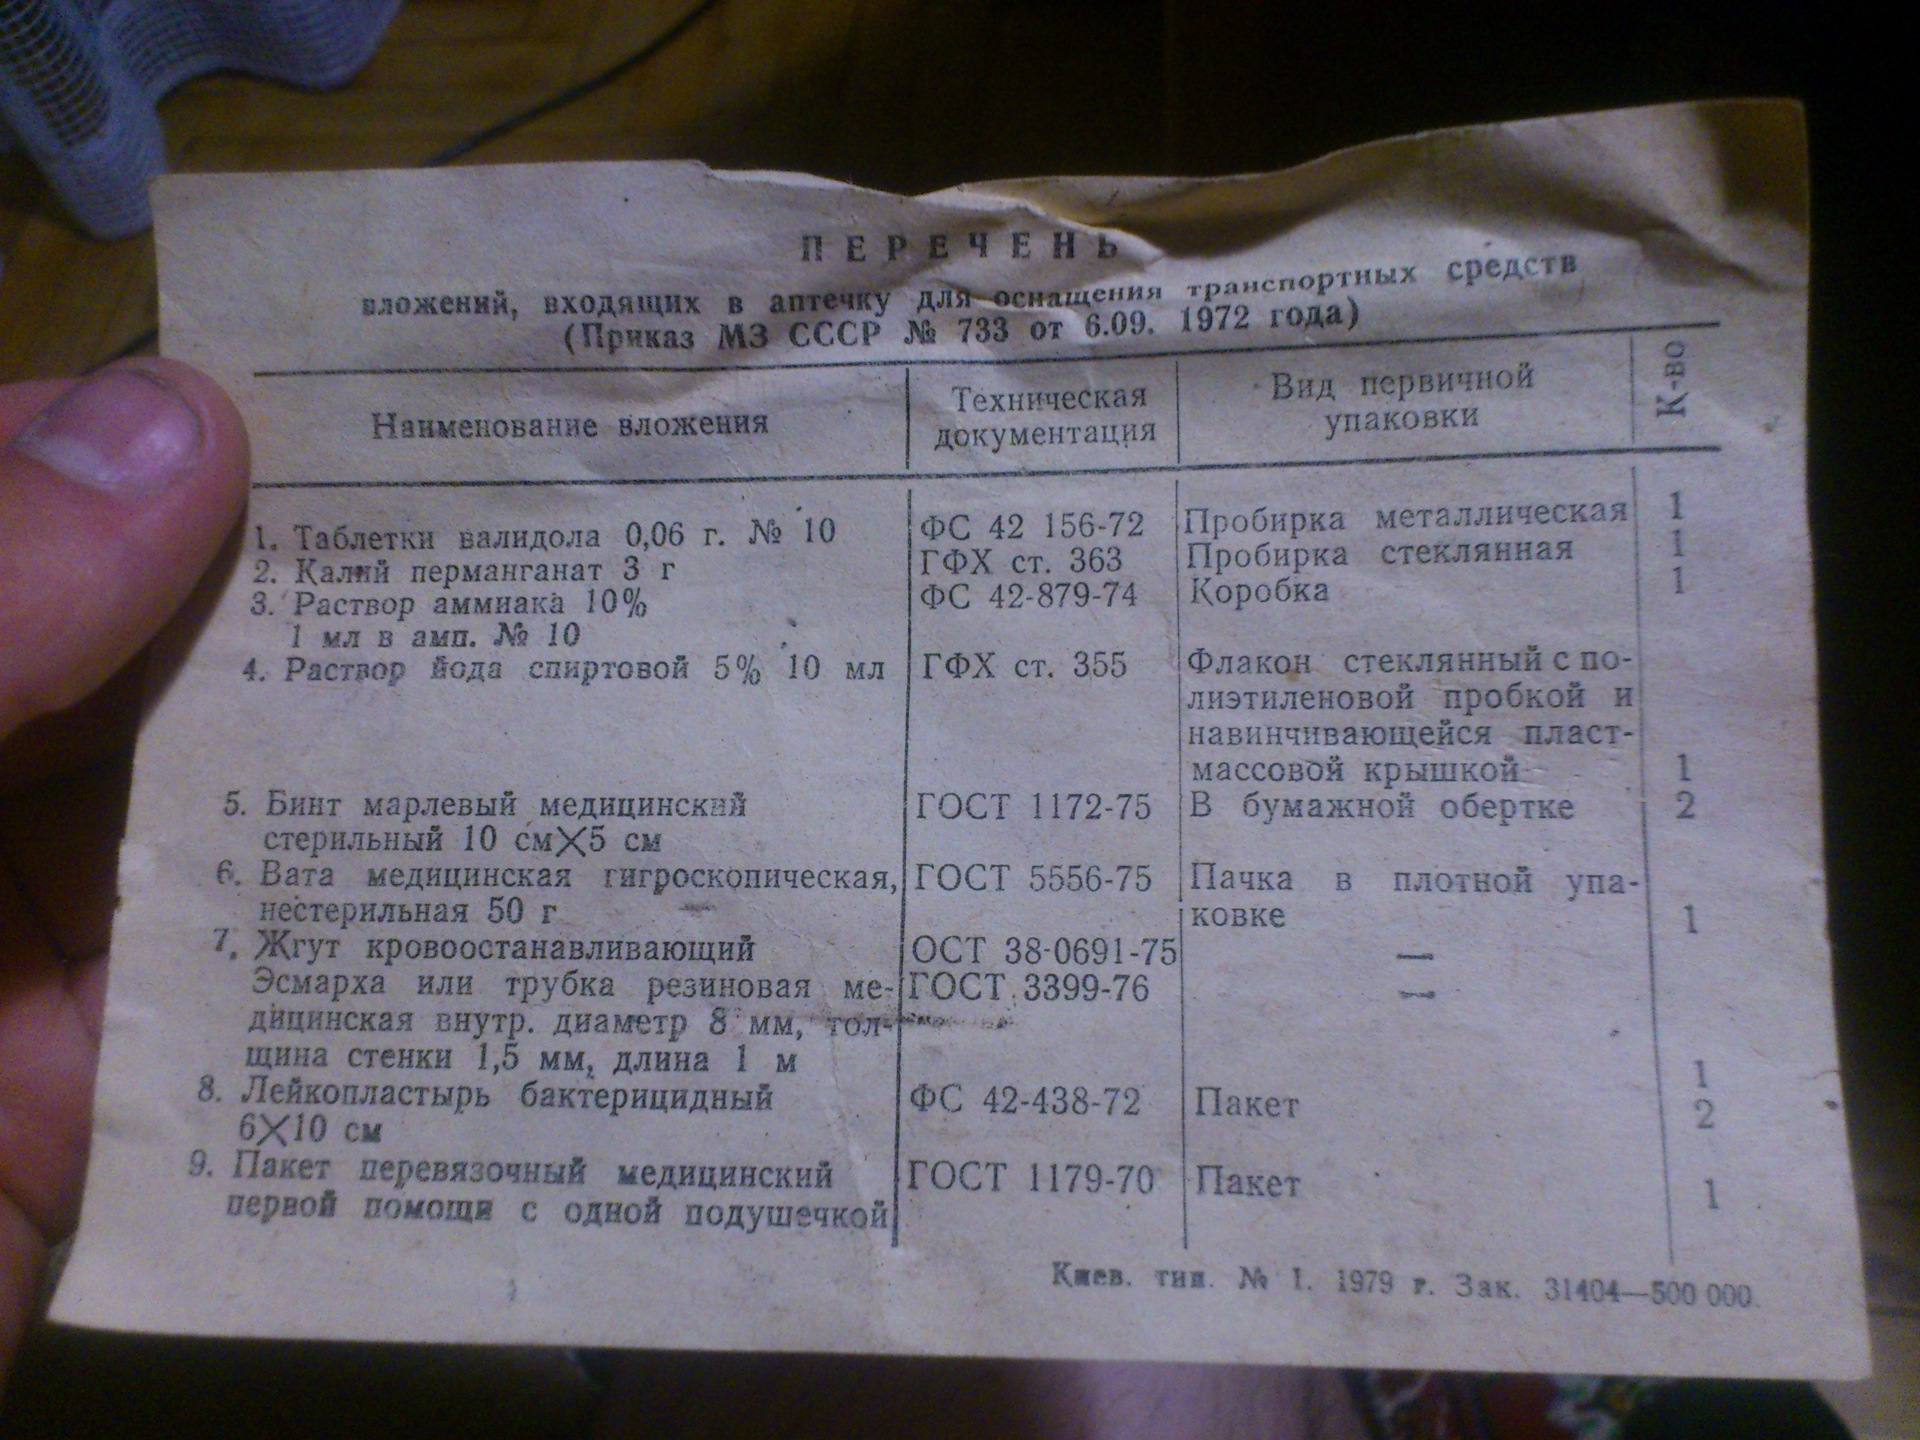 ПЕРЕЧЕНЬ
вложений, входящих в аптечку для оснащения транспортных средств
(Приказ МЗ СССР № 733 от 6.09. 1972 года)
Наименование вложения
Техническая
документация
Вид первичной
упаковки
К-во
1. Таблетки валидола 0,06 г. № 10 ФС 42 156-72 Пробирка металлическая 1
2. Калий перманганат 3 г ГФХ ст. 363 Пробирка стеклянная 1
3. Раствор аммиака 10% ФС 42-879-74 Коробка 1
1 мл в амп. № 10
4. Раствор йода спиртовой 5% 10 мл ГФХ ст. 355 Флакон стеклянный с по-
лиэтиленовой пробкой и
навинчивающейся пласт-
массовой крышкой 1
5. Бинт марлевый медицинский ГОСТ 1172-75 В бумажной обертке 2
стерильный 10 см×5 см
6. Вата медицинская гигроскопическая, ГОСТ 5556-75 Пачка в плотной упа-
нестерильная 50 г ковке 1
7. Жгут кровоостанавливающий ОСТ 38-0691-75 —
Эсмарха или трубка резиновая ме- ГОСТ 3399-76 —
дицинская внутр. диаметр 8 мм, тол-
щина стенки 1,5 мм, длина 1 м 1
8. Лейкопластырь бактерицидный ФС 42-438-72 Пакет 2
6×10 см
9. Пакет перевязочный медицинский ГОСТ 1179-70 Пакет 1
первой помощи с одной подушечкой
Киев. тип. № 1. 1979 г. Зак. 31404—500 000.